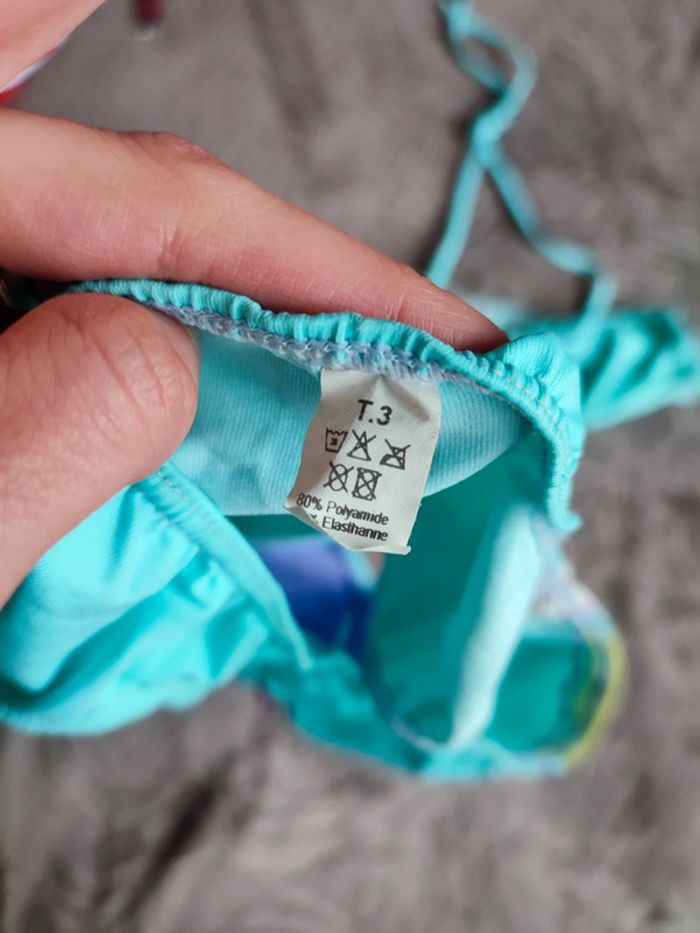 T.3
80% Polyamide
% Elasthanne